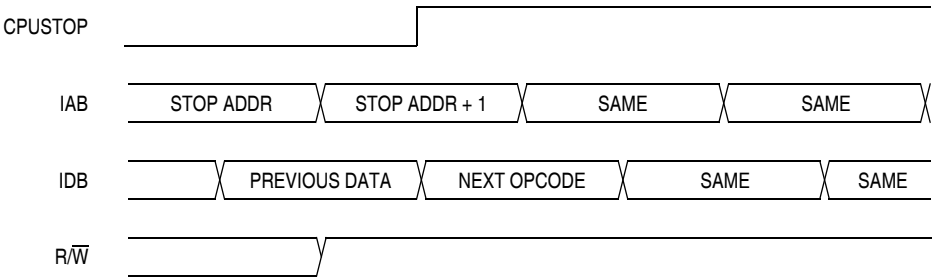 CPUSTOP
IAB STOP ADDR STOP ADDR + 1 SAME SAME
IDB PREVIOUS DATA NEXT OPCODE SAME SAME
R/W̅